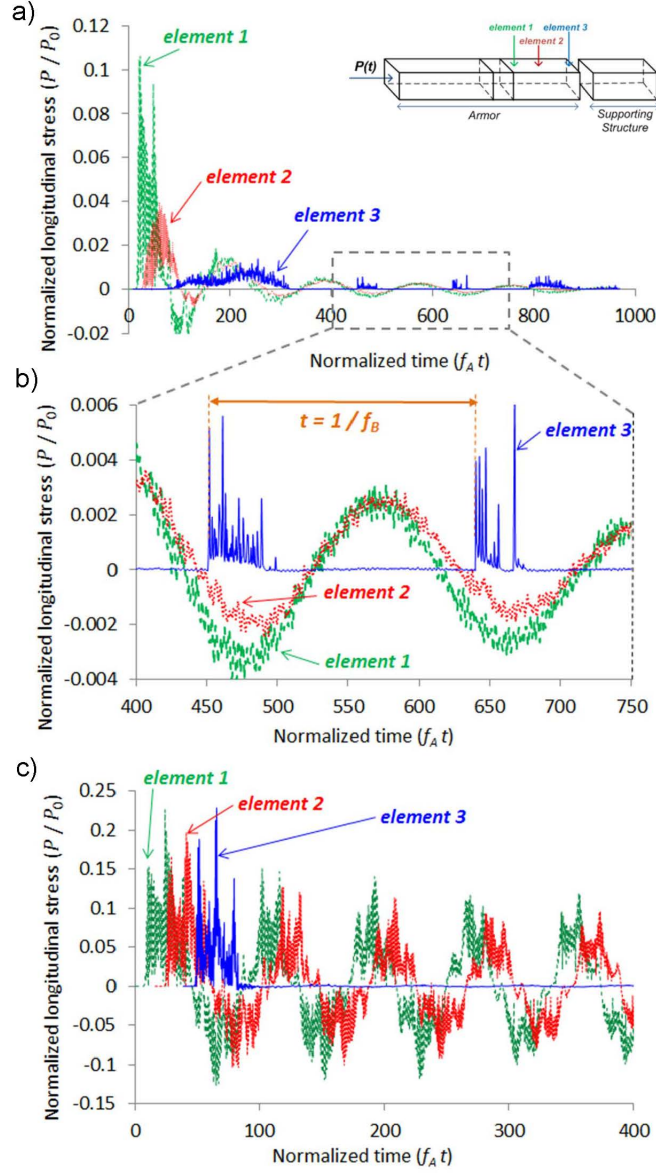 a)
0.12
0.1
0.08
0.06
0.04
0.02
0
-0.02
Normalized longitudinal stress (P / P0)
element 1
element 2
element 3
element 1
element 3
element 2
P(t)
Armor
Supporting
Structure
200
400
600
800
1000
Normalized time (fA t)
b)
0.006
0.004
0.002
0
-0.002
-0.004
Normalized longitudinal stress (P / P0)
t = 1 / fB
element 3
element 2
element 1
400
450
500
550
600
650
700
750
Normalized time (fA t)
c)
0.25
0.2
0.15
0.1
0.05
0
-0.05
-0.1
-0.15
Normalized longitudinal stress (P / P0)
element 1
element 2
element 3
0
100
200
300
400
Normalized time (fA t)